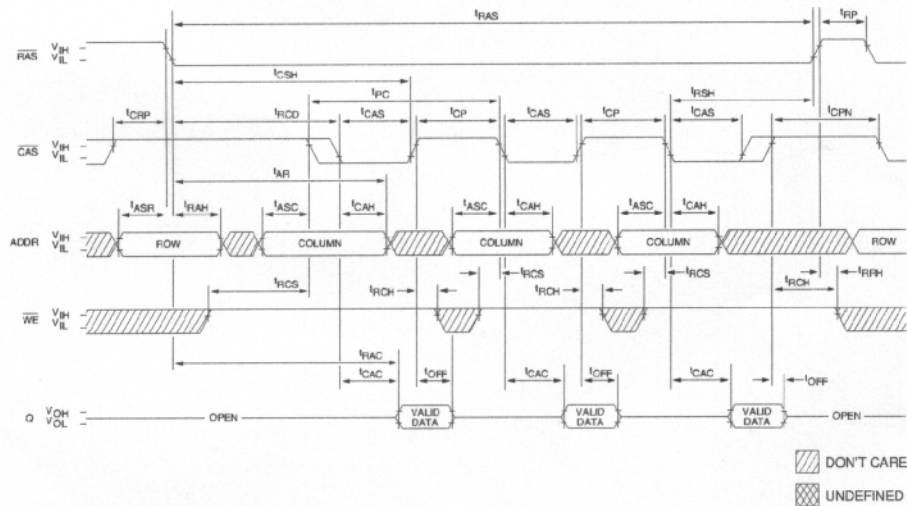 tRAS
tRP
RAS VIH
VIL
tCSH
tPC
tRSH
tCRP tRCD tCAS tCP tCAS tCP tCAS tCPN
CAS VIH
VIL
tAR
tASR tRAH tASC tCAH tASC tCAH tASC tCAH
ADDR VIH
VIL
ROW COLUMN COLUMN COLUMN ROW
tRCS tRCH tRCS tRCH tRCS tRCH tRRH
WE VIH
VIL
tRAC
tCAC tOFF tCAC tOFF tCAC tOFF
Q VOH
VOL
OPEN VALID DATA VALID DATA VALID DATA OPEN
DON'T CARE
UNDEFINED